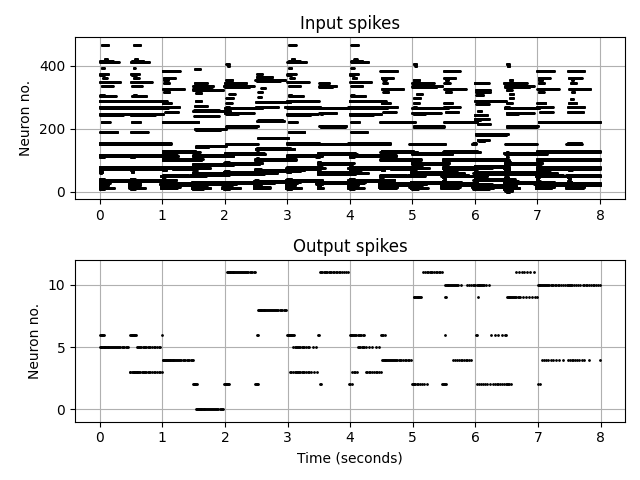 Input spikes
Neuron no.
400
200
0
0 1 2 3 4 5 6 7 8
Output spikes
Neuron no.
10
5
0
0 1 2 3 4 5 6 7 8
Time (seconds)